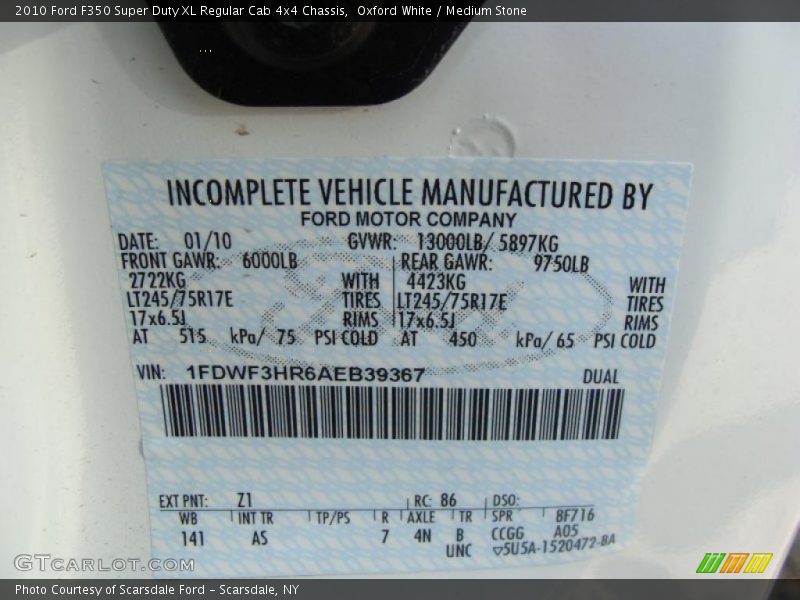 2010 Ford F350 Super Duty XL Regular Cab 4x4 Chassis, Oxford White / Medium Stone
INCOMPLETE VEHICLE MANUFACTURED BY
FORD MOTOR COMPANY
DATE: 01/10 GVWR: 13000LB/ 5897KG
FRONT GAWR: 6000LB REAR GAWR: 9750LB
2722KG WITH 4423KG WITH
LT245/75R17E TIRES LT245/75R17E TIRES
17x6.5J RIMS 17x6.5J RIMS
AT 515 kPa/ 75 PSI COLD AT 450 kPa/ 65 PSI COLD
VIN: 1FDWF3HR6AEB39367 DUAL
EXT PNT: Z1 RC: 86 DSO:
WB INT TR TP/PS R AXLE TR SPR 8F716
141 AS 7 4N B CCGG A05
UNC ▽5U5A-1520472-BA
GTCarLot.com
Photo Courtesy of Scarsdale Ford - Scarsdale, NY